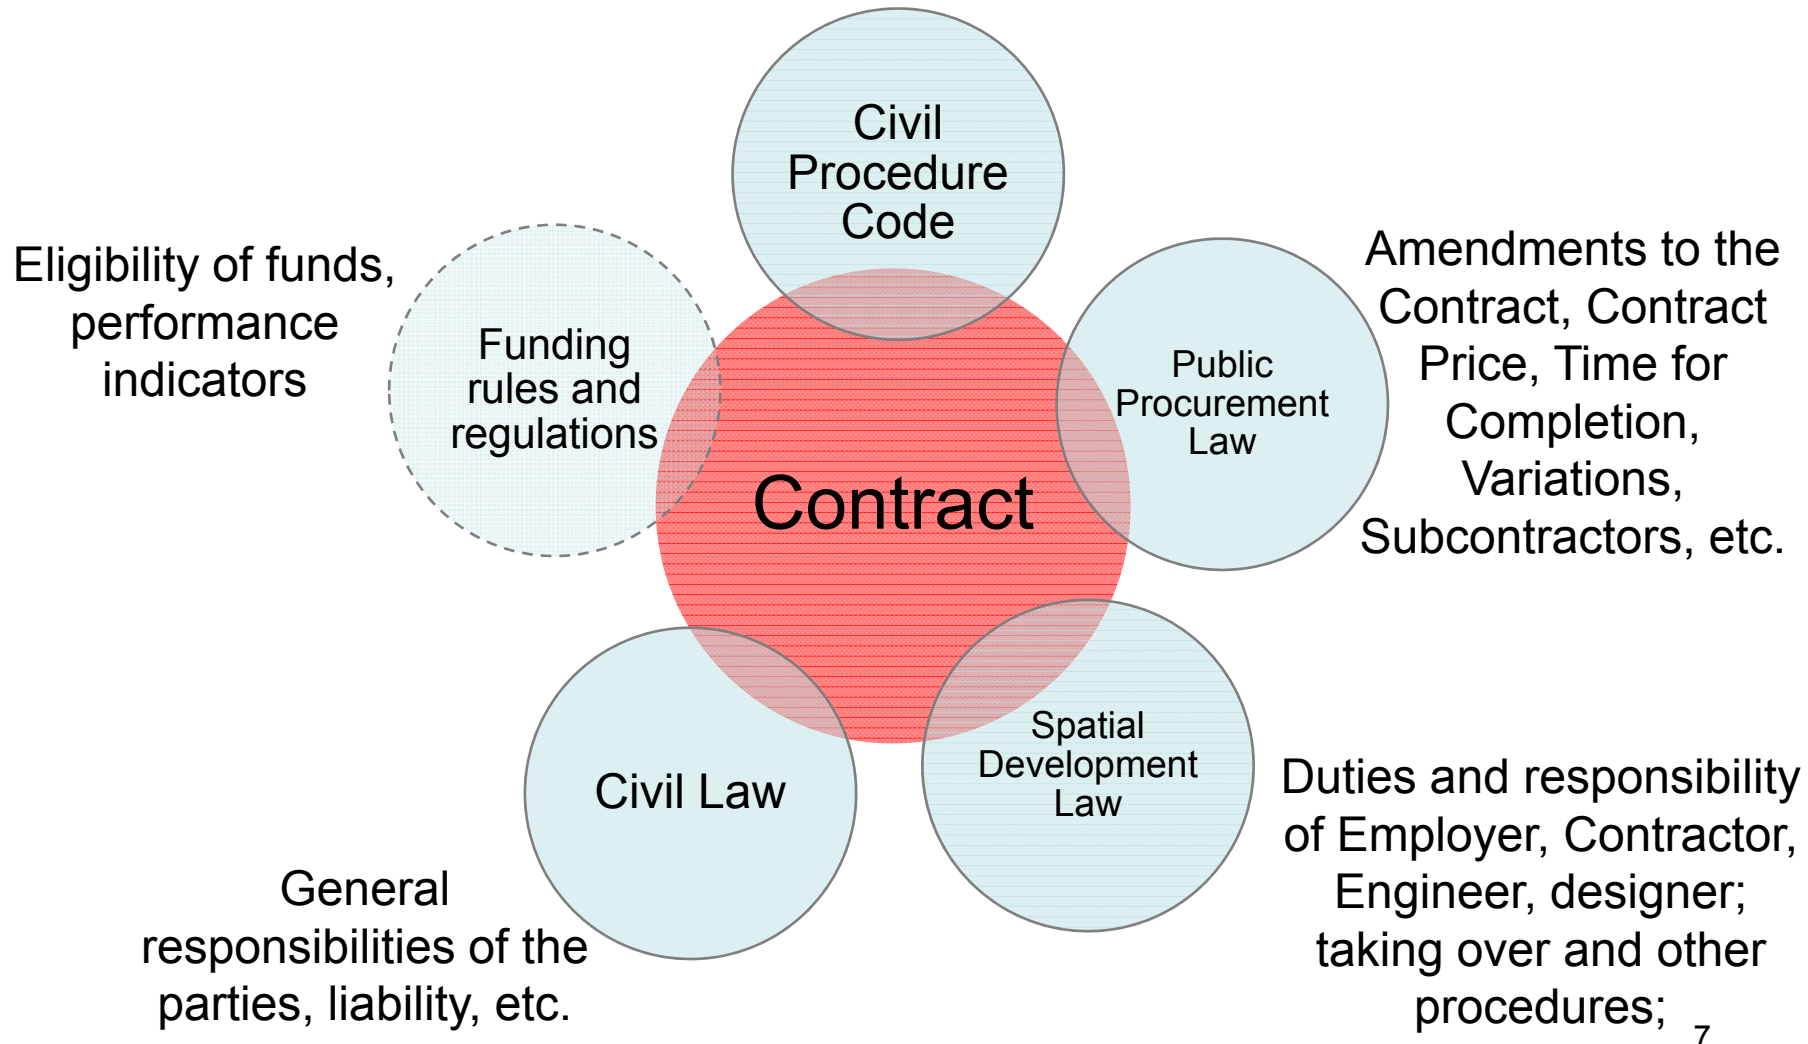 Civil
Procedure
Code
Eligibility of funds,
performance
indicators
Funding
rules and
regulations
Public
Procurement
Law
Amendments to the
Contract, Contract
Price, Time for
Completion,
Variations,
Subcontractors, etc.
Contract
Civil Law
General
responsibilities of the
parties, liability, etc.
Spatial
Development
Law
Duties and responsibility
of Employer, Contractor,
Engineer, designer;
taking over and other
procedures;
7